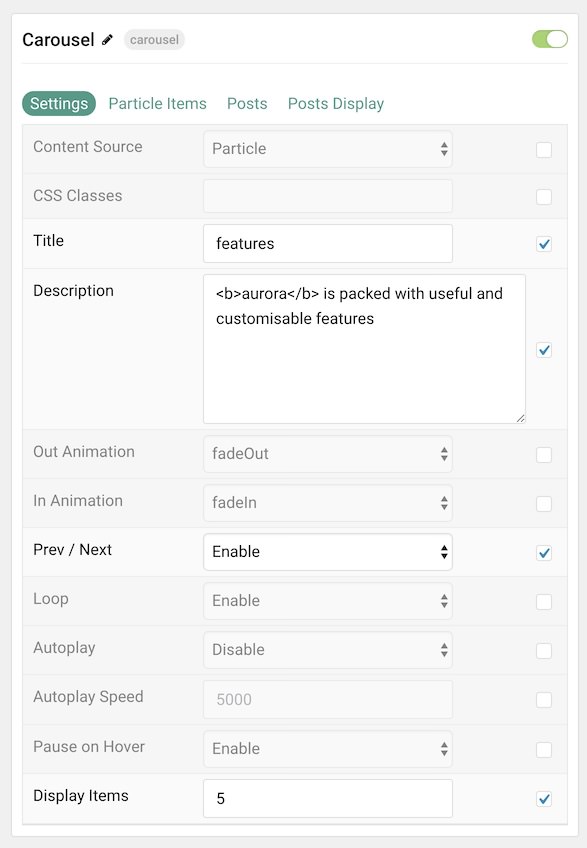 Carousel carousel
Settings Particle Items Posts Posts Display
Content Source Particle
CSS Classes
Title features
Description <b>aurora</b> is packed with useful and
customisable features
Out Animation fadeOut
In Animation fadeIn
Prev / Next Enable
Loop Enable
Autoplay Disable
Autoplay Speed 5000
Pause on Hover Enable
Display Items 5